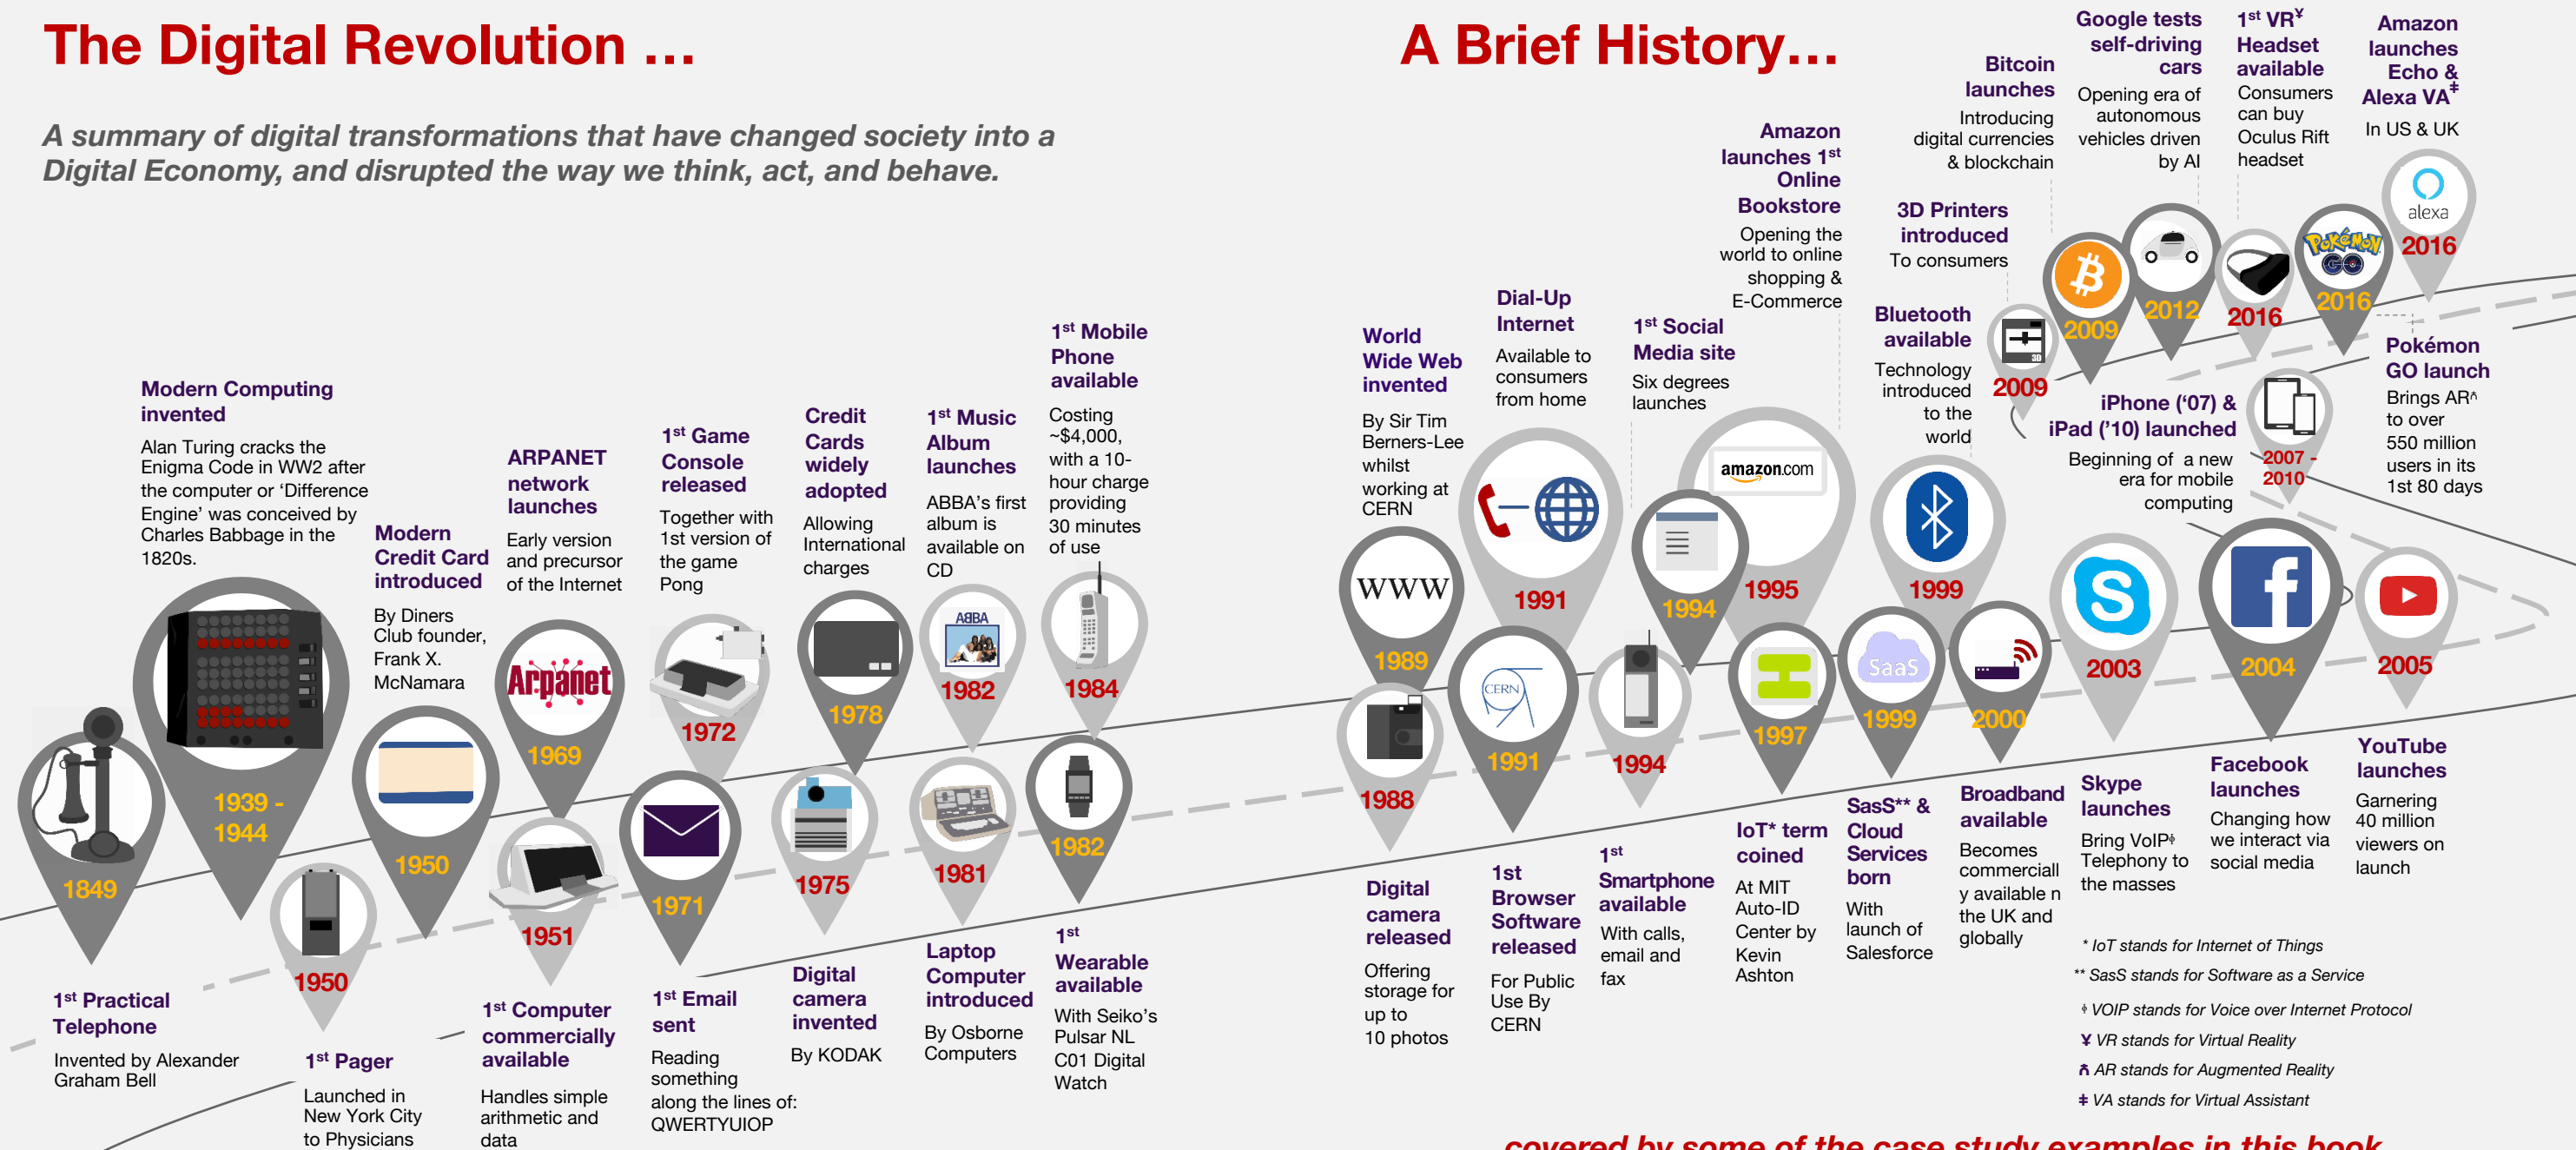 The Digital Revolution ...
A Brief History...
A summary of digital transformations that have changed society into a
Digital Economy, and disrupted the way we think, act, and behave.
1849
1st Practical
Telephone
Invented by Alexander
Graham Bell
Modern Computing
invented
Alan Turing cracks the
Enigma Code in WW2 after
the computer or ‘Difference
Engine’ was conceived by
Charles Babbage in the
1820s.
1939 -
1944
1950
1st Pager
Launched in
New York City
to Physicians
Modern
Credit Card
introduced
By Diners
Club founder,
Frank X.
McNamara
1950
1951
1st Computer
commercially
available
Handles simple
arithmetic and
data
ARPANET
network
launches
Early version
and precursor
of the Internet
Arpanet
1969
1971
1st Email
sent
Reading
something
along the lines of:
QWERTYUIOP
1st Game
Console
released
Together with
1st version of
the game
Pong
1972
1975
Digital
camera
invented
By KODAK
Credit
Cards
widely
adopted
Allowing
International
charges
1978
1981
Laptop
Computer
introduced
By Osborne
Computers
1st Music
Album
launches
ABBA’s first
album is
available on
CD
ABBA
1982
1982
1st
Wearable
available
With Seiko’s
Pulsar NL
C01 Digital
Watch
1st Mobile
Phone
available
Costing
~$4,000,
with a 10-
hour charge
providing
30 minutes
of use
1984
1988
Digital
camera
released
Offering
storage for
up to
10 photos
World
Wide Web
invented
By Sir Tim
Berners-Lee
whilst
working at
CERN
WWW
1989
Dial-Up
Internet
Available to
consumers
from home
1991
CERN
1991
1st
Browser
Software
released
For Public
Use By
CERN
1st Social
Media site
Six degrees
launches
1994
1994
1st
Smartphone
available
With calls,
email and
fax
Amazon
launches 1st
Online
Bookstore
Opening the
world to online
shopping &
E-Commerce
amazon.com
1995
1997
IoT* term
coined
At MIT
Auto-ID
Center by
Kevin
Ashton
Bluetooth
available
Technology
introduced
to the
world
1999
SaaS
1999
SasS** &
Cloud
Services
born
With
launch of
Salesforce
2000
Broadband
available
Becomes
commerciall
y available n
the UK and
globally
2003
Skype
launches
Bring VoIPᶲ
Telephony to
the masses
2004
Facebook
launches
Changing how
we interact via
social media
2005
YouTube
launches
Garnering
40 million
viewers on
launch
iPhone (‘07) &
iPad (’10) launched
Beginning of a new
era for mobile
computing
2007 -
2010
3D Printers
introduced
To consumers
3D
2009
Bitcoin
launches
Introducing
digital currencies
& blockchain
2009
Google tests
self-driving
cars
Opening era of
autonomous
vehicles driven
by AI
2012
1st VR¥
Headset
available
Consumers
can buy
Oculus Rift
headset
2016
POKéMON
GO
2016
Pokémon
GO launch
Brings AR^
to over
550 million
users in its
1st 80 days
Amazon
launches
Echo &
Alexa VAǂ
In US & UK
alexa
2016
* IoT stands for Internet of Things
** SasS stands for Software as a Service
ᶲ VOIP stands for Voice over Internet Protocol
¥ VR stands for Virtual Reality
AR stands for Augmented Reality
ǂ VA stands for Virtual Assistant
covered by some of the case study examples in this book